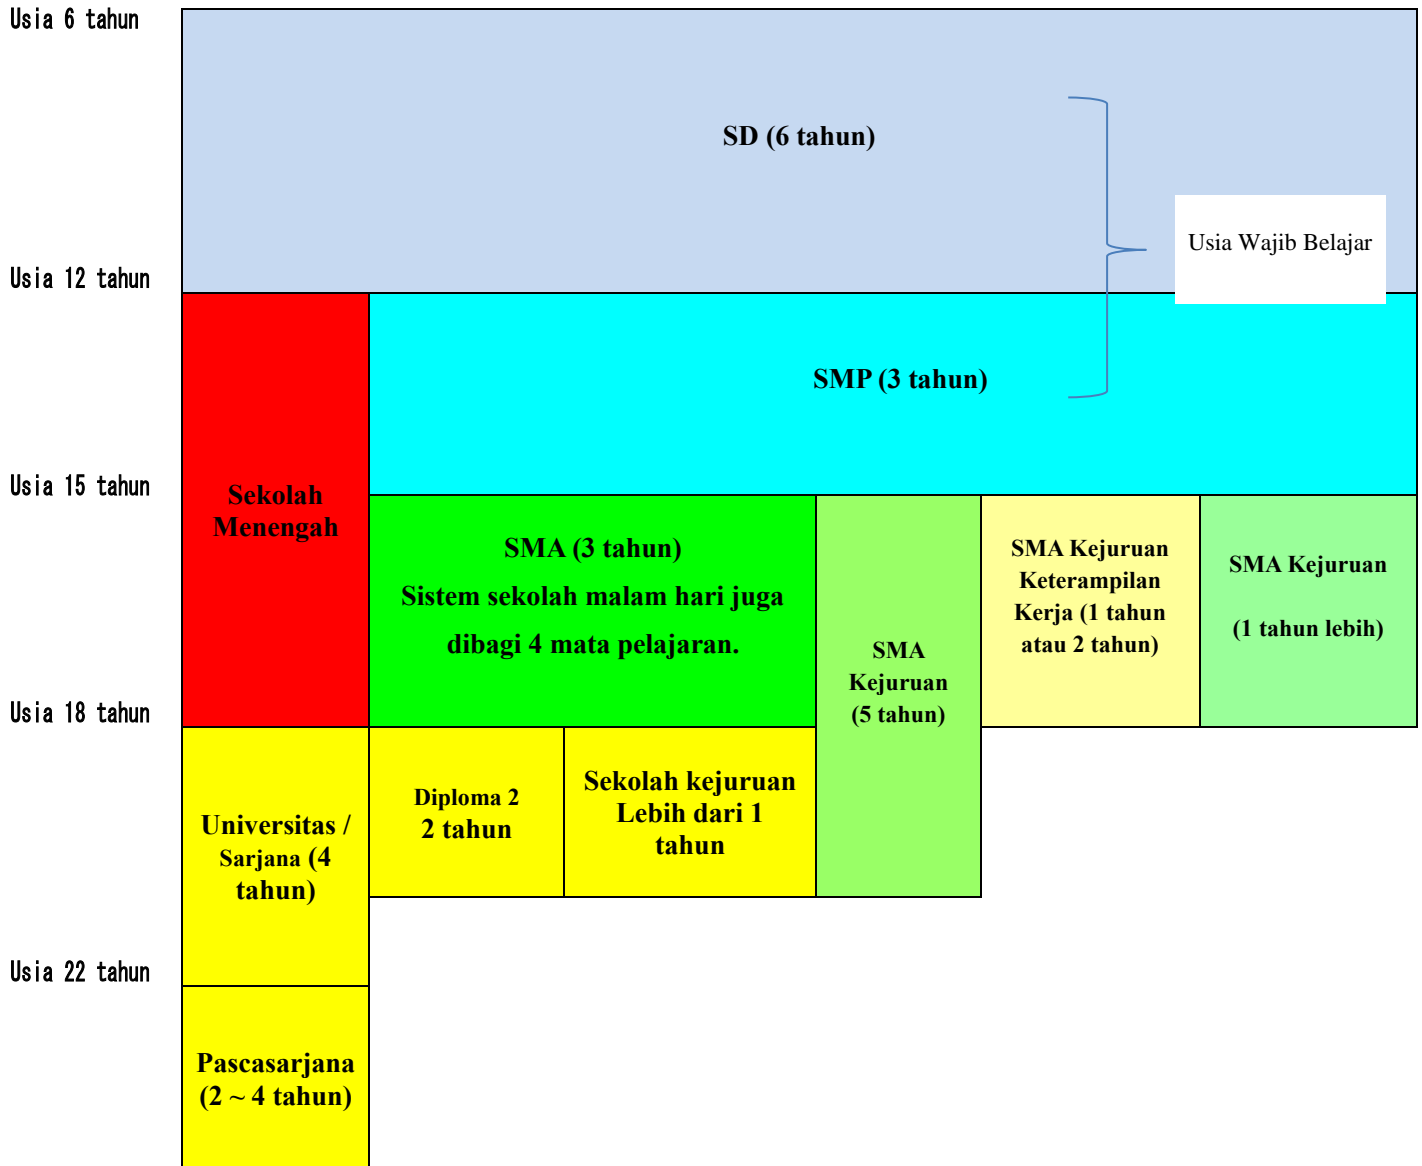 Usia 6 tahun
SD (6 tahun)
Usia Wajib Belajar
Usia 12 tahun
SMP (3 tahun)
Usia 15 tahun
Sekolah
Menengah
SMA (3 tahun)
Sistem sekolah malam hari juga
dibagi 4 mata pelajaran.
SMA
Kejuruan
(5 tahun)
SMA Kejuruan
Keterampilan
Kerja (1 tahun
atau 2 tahun)
SMA Kejuruan
(1 tahun lebih)
Usia 18 tahun
Universitas /
Sarjana (4
tahun)
Diploma 2
2 tahun
Sekolah kejuruan
Lebih dari 1
tahun
Usia 22 tahun
Pascasarjana
(2 ~ 4 tahun)